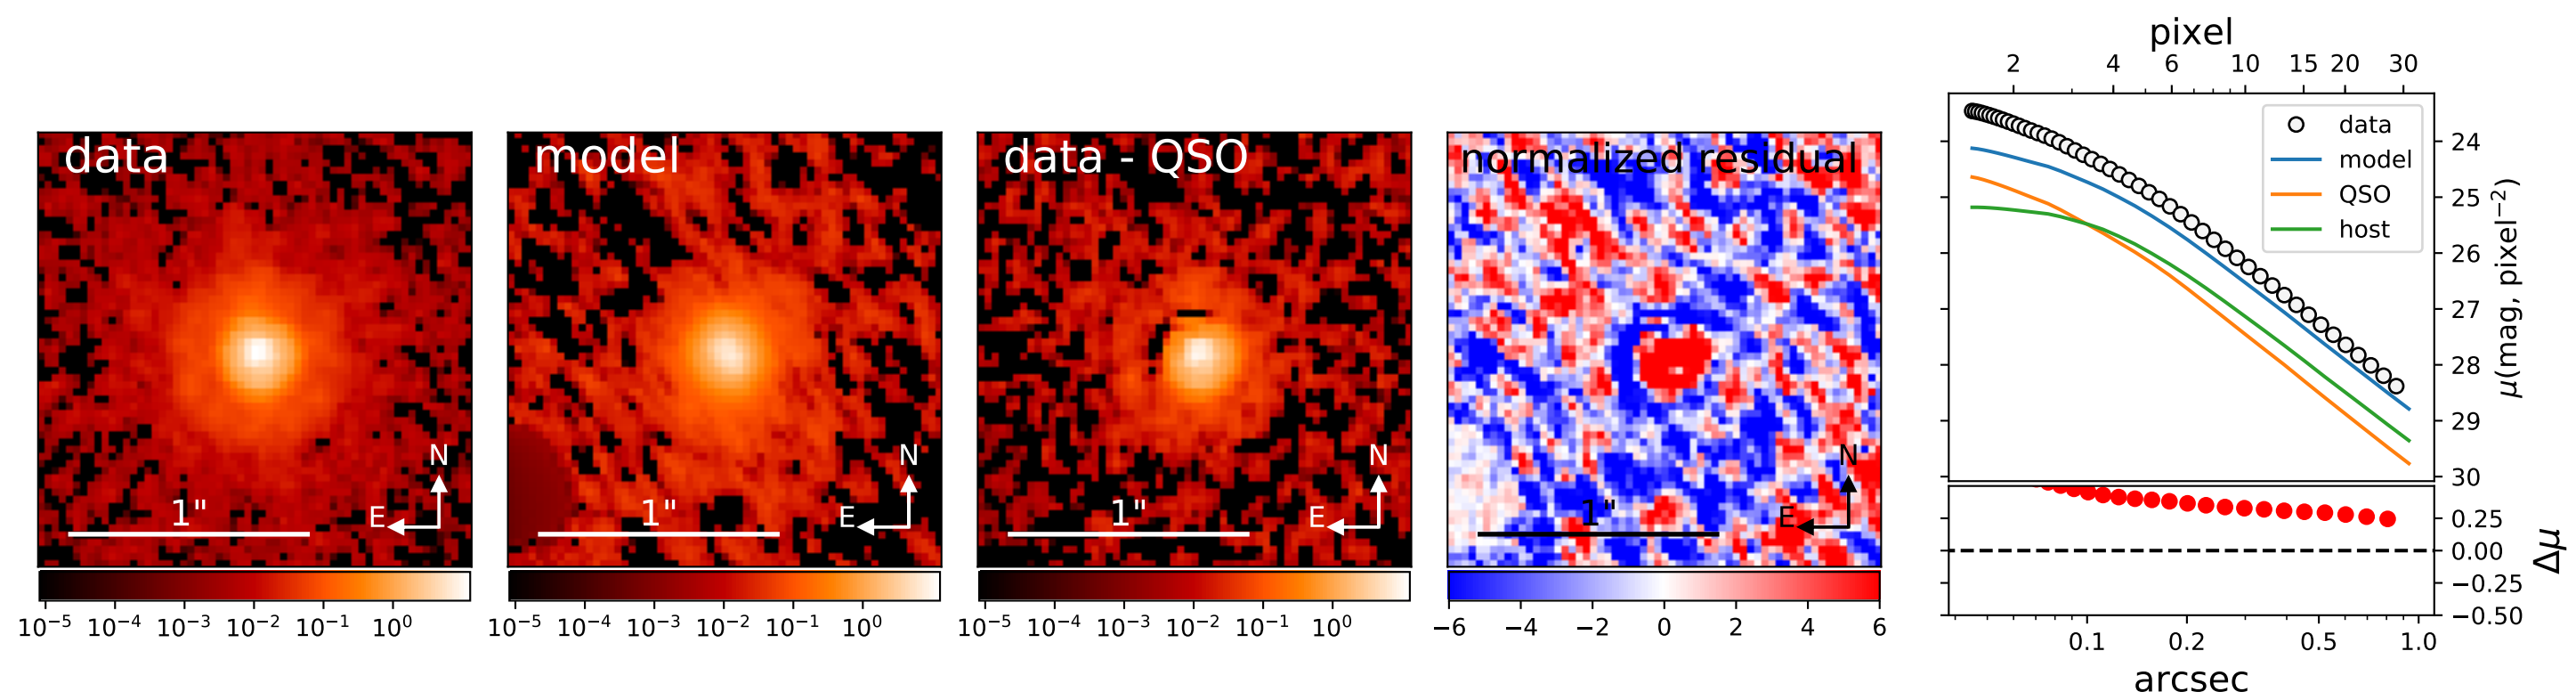 data
1"
N
E
10⁻⁵ 10⁻⁴ 10⁻³ 10⁻² 10⁻¹ 10⁰
model
1"
N
E
10⁻⁵ 10⁻⁴ 10⁻³ 10⁻² 10⁻¹ 10⁰
data - QSO
1"
N
E
10⁻⁵ 10⁻⁴ 10⁻³ 10⁻² 10⁻¹ 10⁰
normalized residual
1"
N
E
−6 −4 −2 0 2 4 6
pixel
2 4 6 10 15 20 30
data
model
QSO
host
24
25
26
27
28
29
30
μ(mag, pixel⁻²)
0.25
0.00
−0.25
−0.50
Δμ
0.1 0.2 0.5 1.0
arcsec